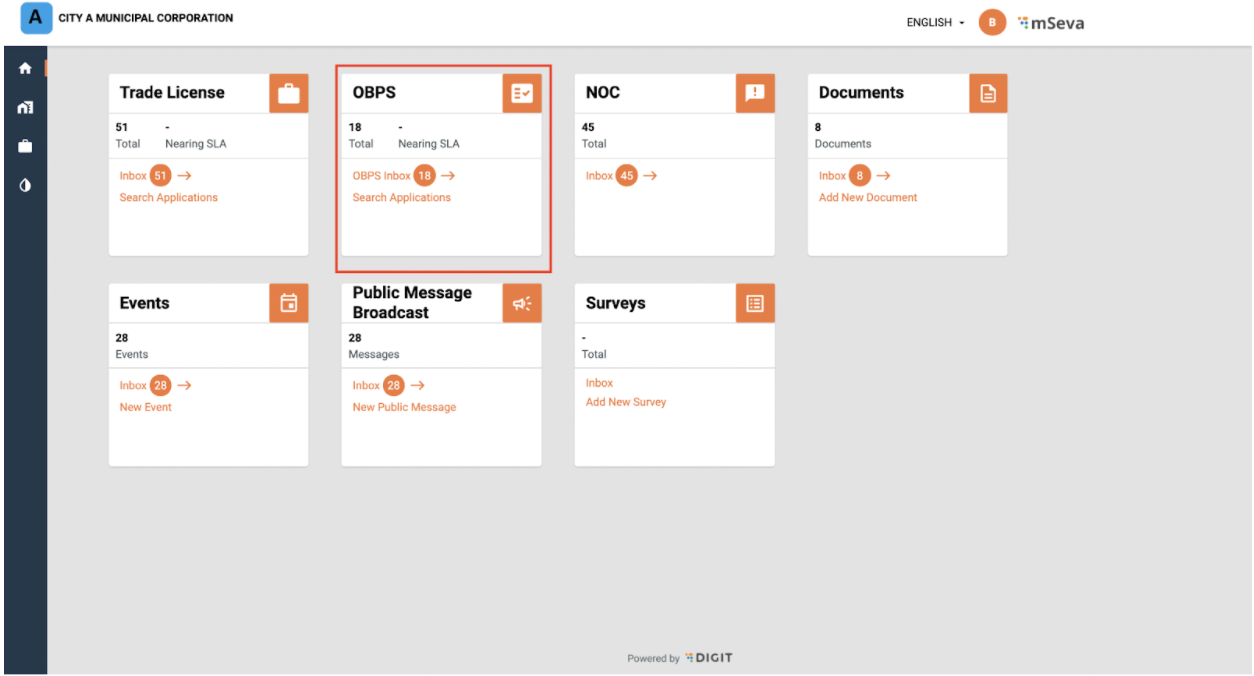 A CITY A MUNICIPAL CORPORATION
ENGLISH B mSeva
Trade License
51 -
Total Nearing SLA
Inbox 51 →
Search Applications
OBPS
18 -
Total Nearing SLA
OBPS Inbox 18 →
Search Applications
NOC
45
Total
Inbox 45 →
Documents
8
Documents
Inbox 8 →
Add New Document
Events
28
Events
Inbox 28 →
New Event
Public Message
Broadcast
28
Messages
Inbox 28 →
New Public Message
Surveys
-
Total
Inbox
Add New Survey
Powered by DIGIT